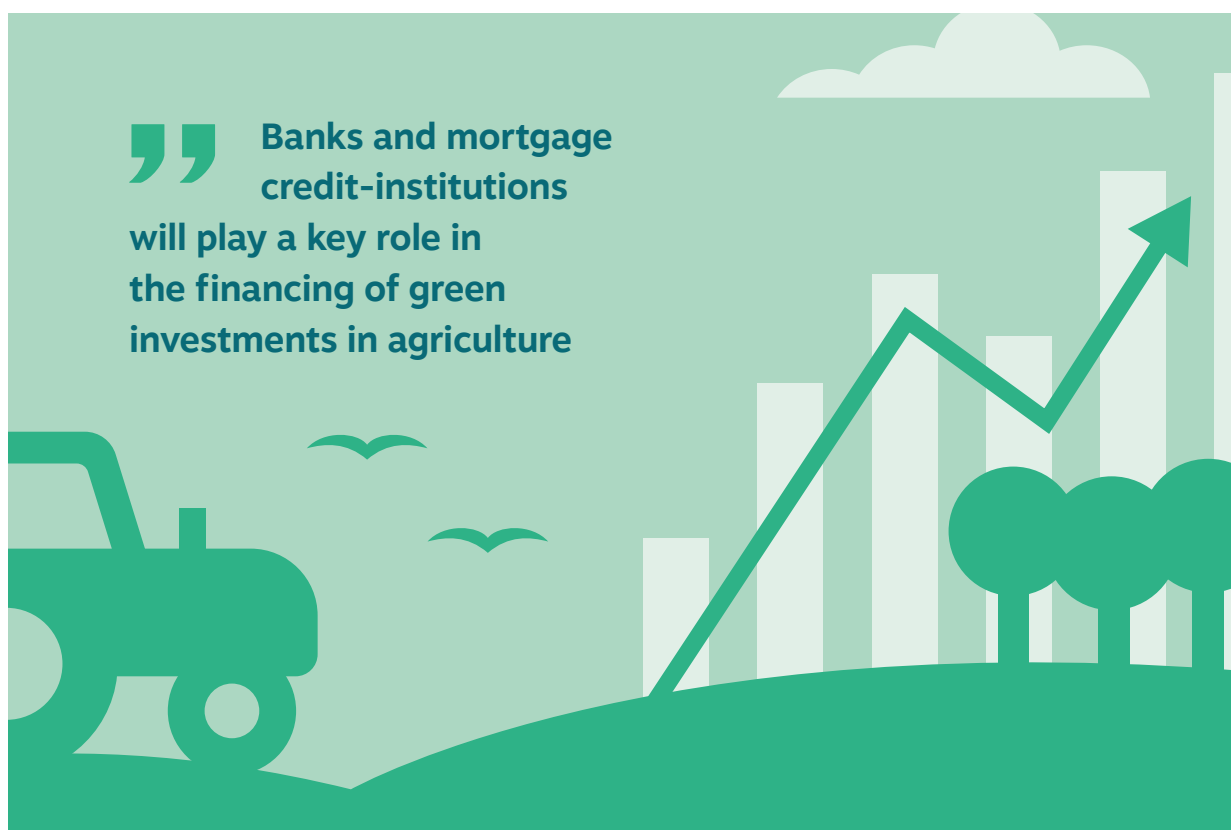 ” Banks and mortgage
credit-institutions
will play a key role in
the financing of green
investments in agriculture